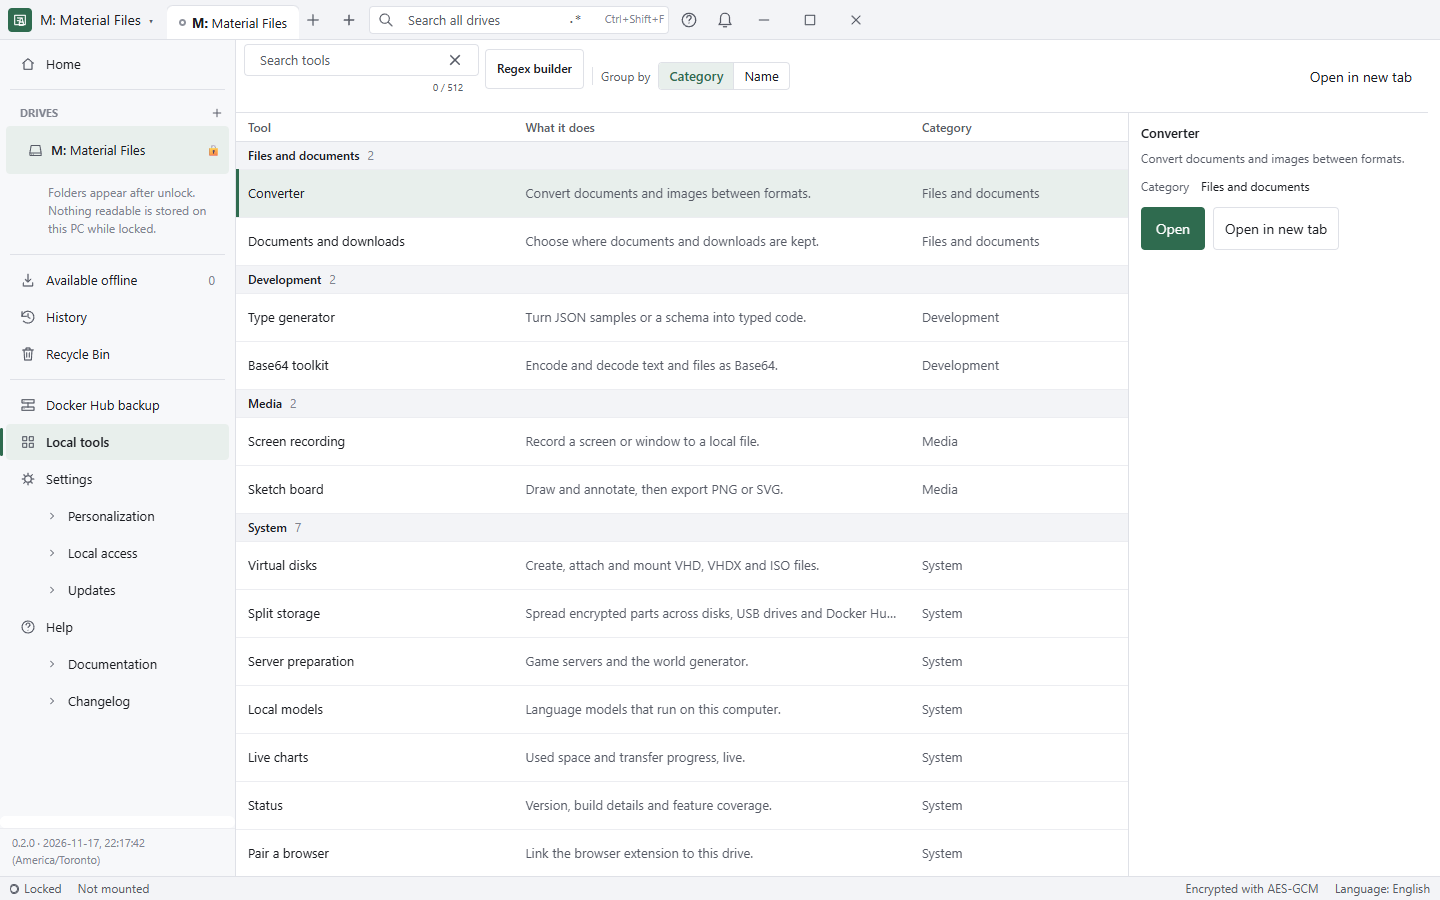 M: Material Files
M: Material Files
Search all drives
.*
Ctrl+Shift+F
Home
DRIVES
M: Material Files
Folders appear after unlock.
Nothing readable is stored on
this PC while locked.
Available offline 0
History
Recycle Bin
Docker Hub backup
Local tools
Settings
Personalization
Local access
Updates
Help
Documentation
Changelog
0.2.0 · 2026-11-17, 22:17:42
(America/Toronto)
Search tools
0 / 512
Regex builder
Group by
Category
Name
Open in new tab
Tool What it does Category
Files and documents 2
Converter Convert documents and images between formats. Files and documents
Documents and downloads Choose where documents and downloads are kept. Files and documents
Development 2
Type generator Turn JSON samples or a schema into typed code. Development
Base64 toolkit Encode and decode text and files as Base64. Development
Media 2
Screen recording Record a screen or window to a local file. Media
Sketch board Draw and annotate, then export PNG or SVG. Media
System 7
Virtual disks Create, attach and mount VHD, VHDX and ISO files. System
Split storage Spread encrypted parts across disks, USB drives and Docker Hu... System
Server preparation Game servers and the world generator. System
Local models Language models that run on this computer. System
Live charts Used space and transfer progress, live. System
Status Version, build details and feature coverage. System
Pair a browser Link the browser extension to this drive. System
Converter
Convert documents and images between formats.
Category Files and documents
Open
Open in new tab
Locked
Not mounted
Encrypted with AES-GCM
Language: English